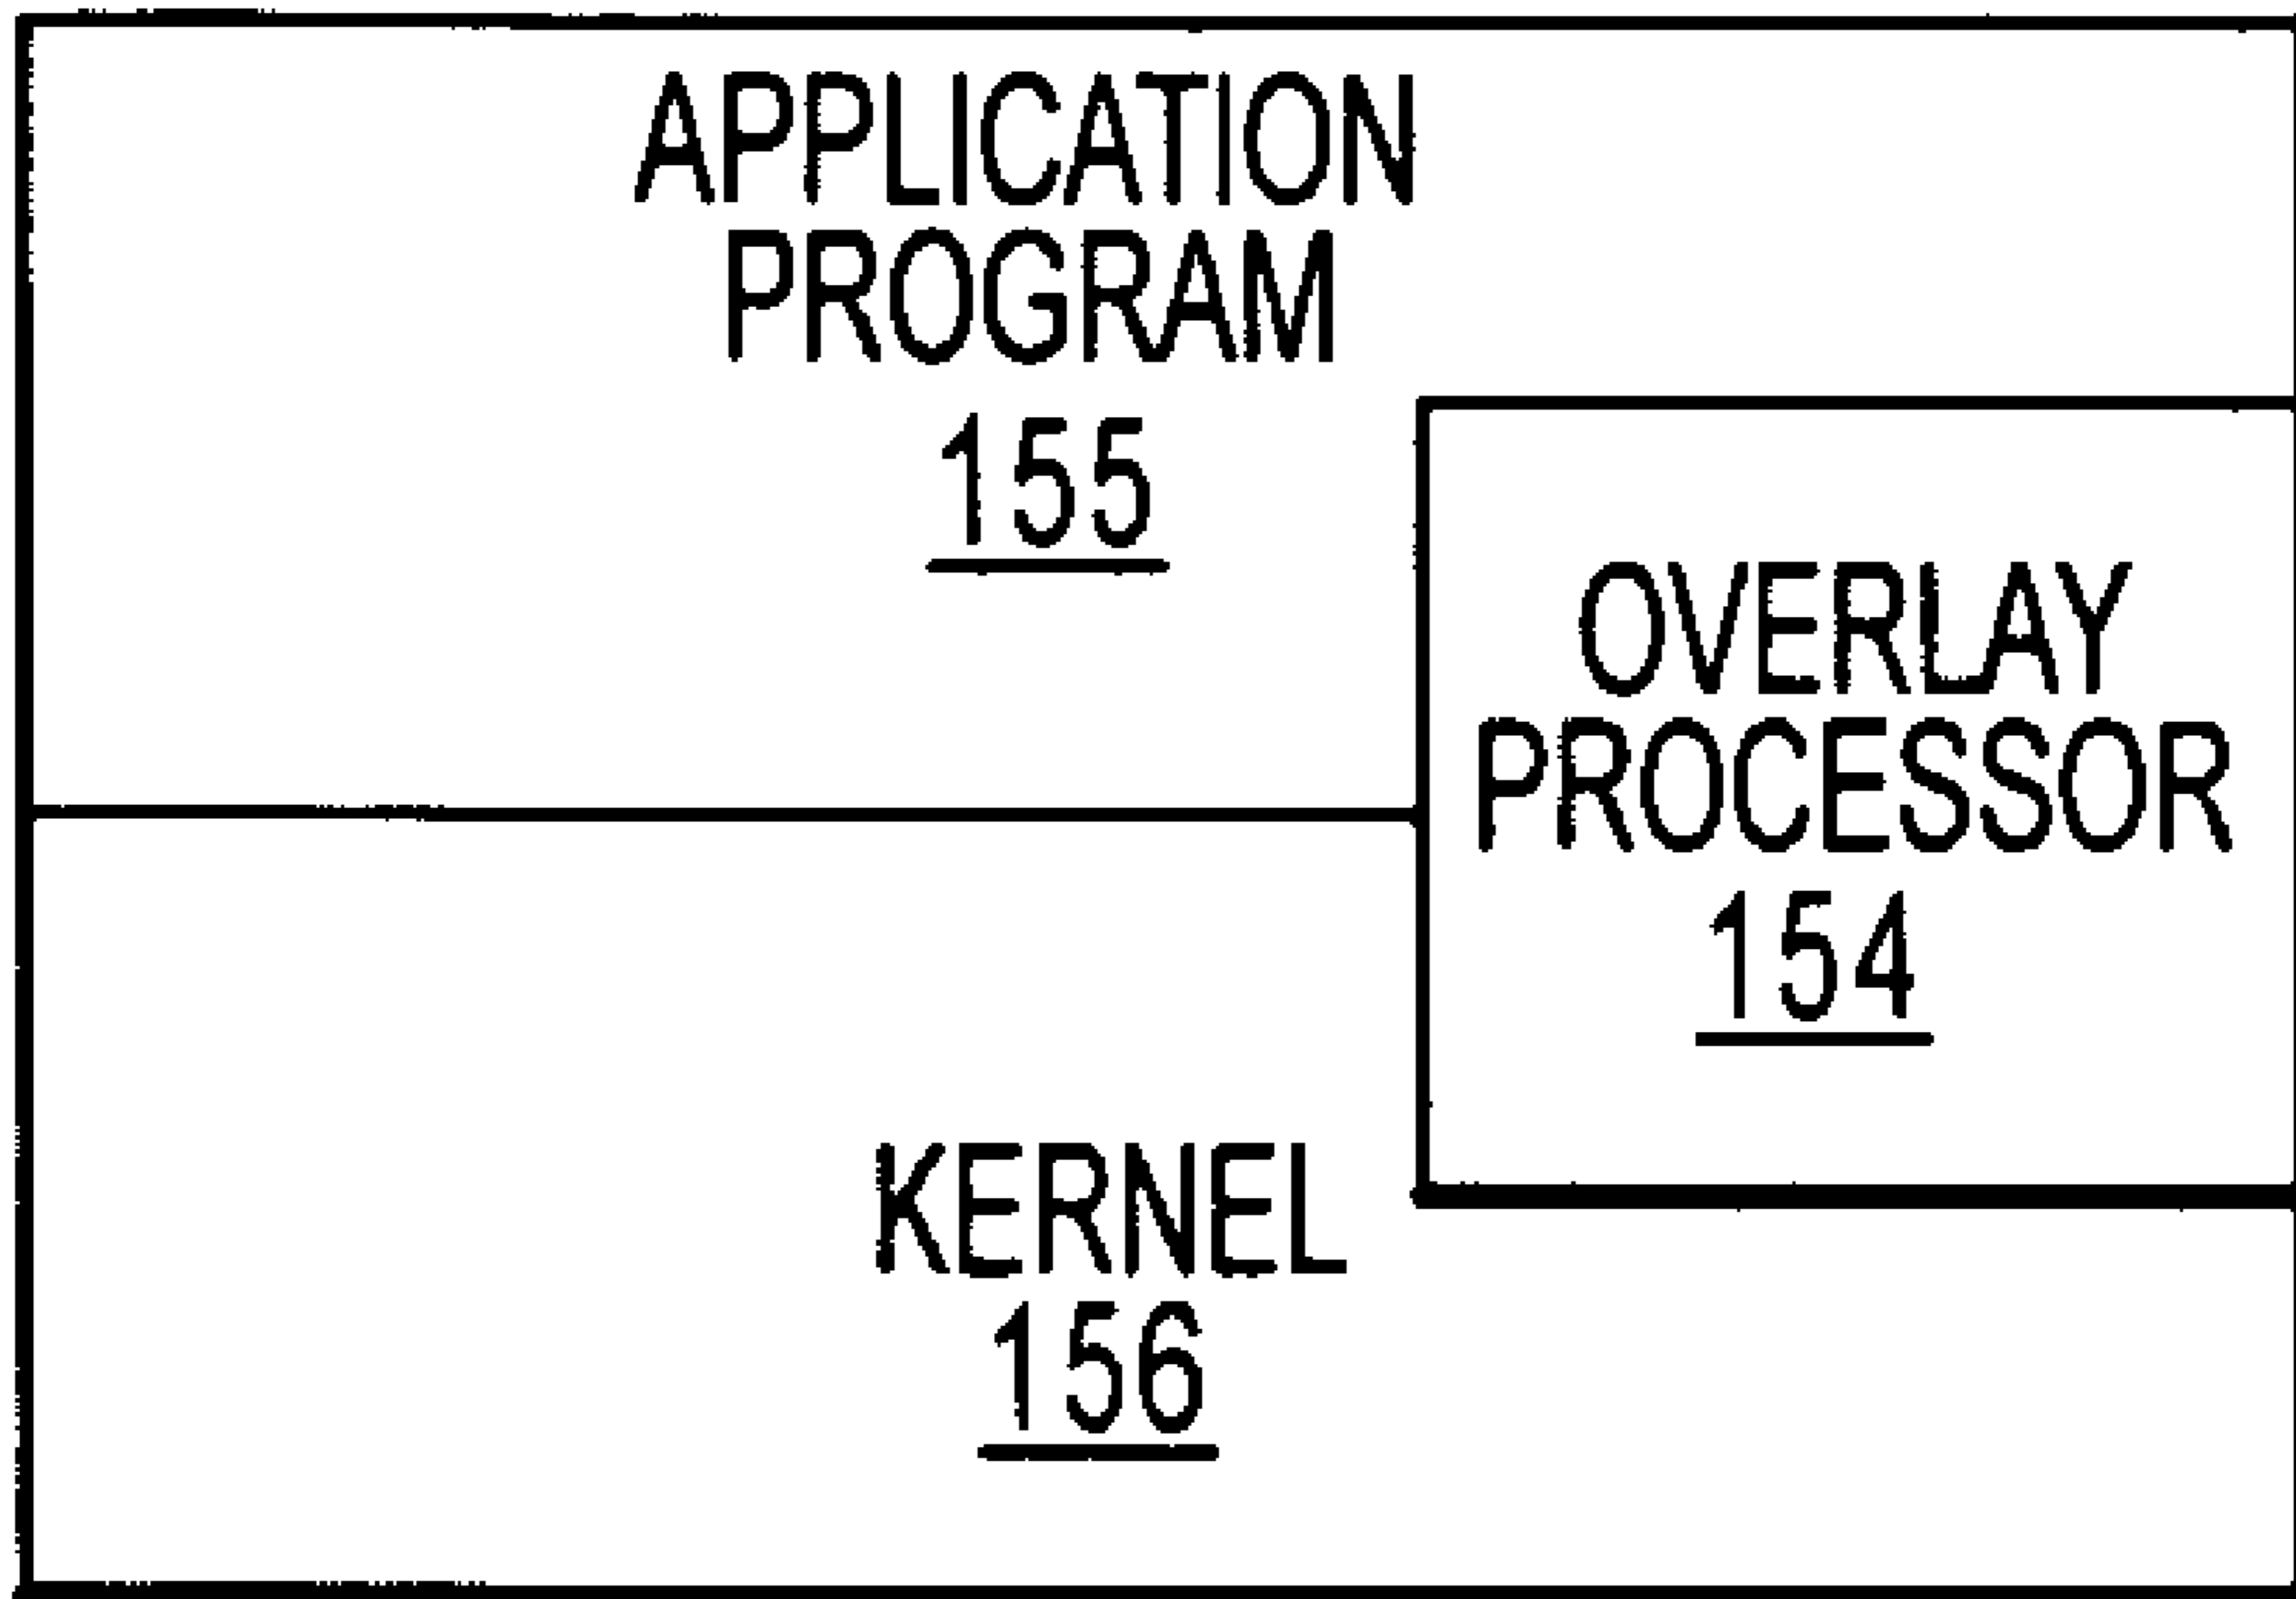 APPLICATION
PROGRAM
155
OVERLAY
PROCESSOR
154
KERNEL
156